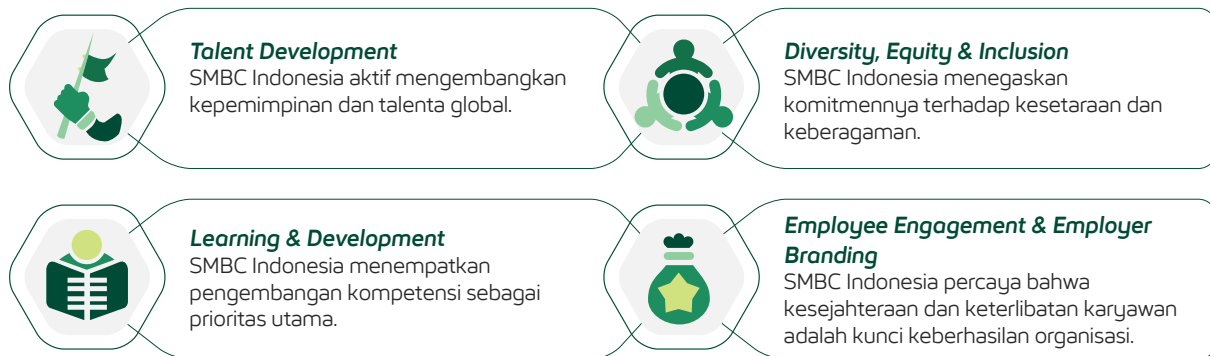 Talent Development
SMBC Indonesia aktif mengembangkan
kepemimpinan dan talenta global.
Diversity, Equity & Inclusion
SMBC Indonesia menegaskan
komitmennya terhadap kesetaraan dan
keberagaman.
Learning & Development
SMBC Indonesia menempatkan
pengembangan kompetensi sebagai
prioritas utama.
Employee Engagement & Employer
Branding
SMBC Indonesia percaya bahwa
kesejahteraan dan keterlibatan karyawan
adalah kunci keberhasilan organisasi.